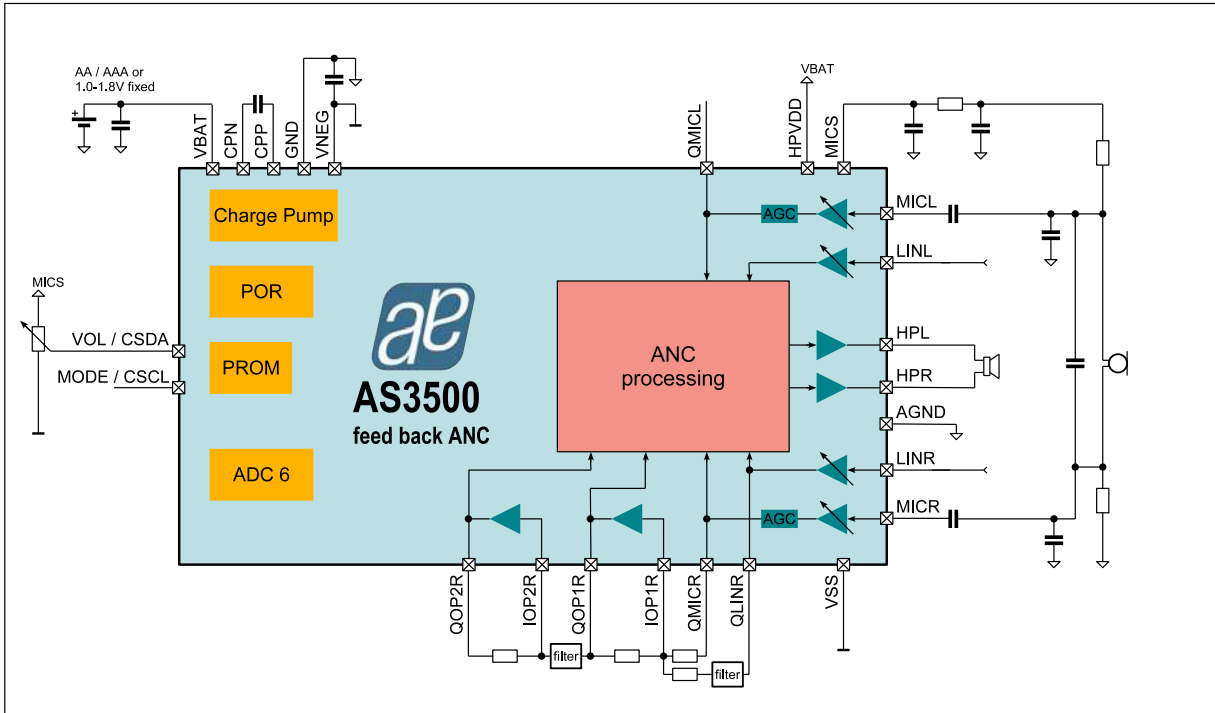 AA / AAA or
1.0-1.8V fixed
+
VBAT
CPN
CPP
GND
VNEG
QMICL
VBAT
HPVDD
MICS
Charge Pump
POR
PROM
ADC 6
MICS
VOL / CSDA
MODE / CSCL
ae
AS3500
feed back ANC
ANC
processing
AGC
AGC
MICL
LINL
HPL
HPR
AGND
LINR
MICR
QOP2R
IOP2R
QOP1R
IOP1R
QMICR
QLINR
VSS
filter
filter